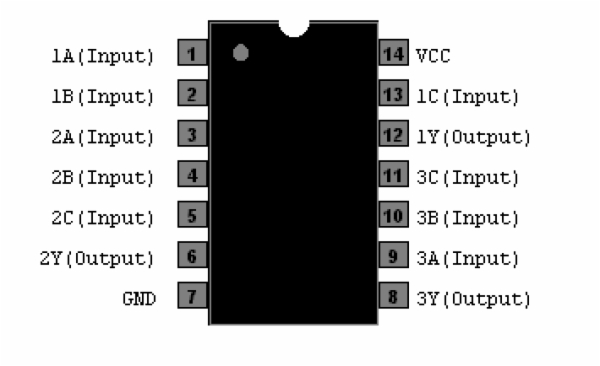 1A(Input) 1 14 VCC
1B(Input) 2 13 1C(Input)
2A(Input) 3 12 1Y(Output)
2B(Input) 4 11 3C(Input)
2C(Input) 5 10 3B(Input)
2Y(Output) 6 9 3A(Input)
GND 7 8 3Y(Output)